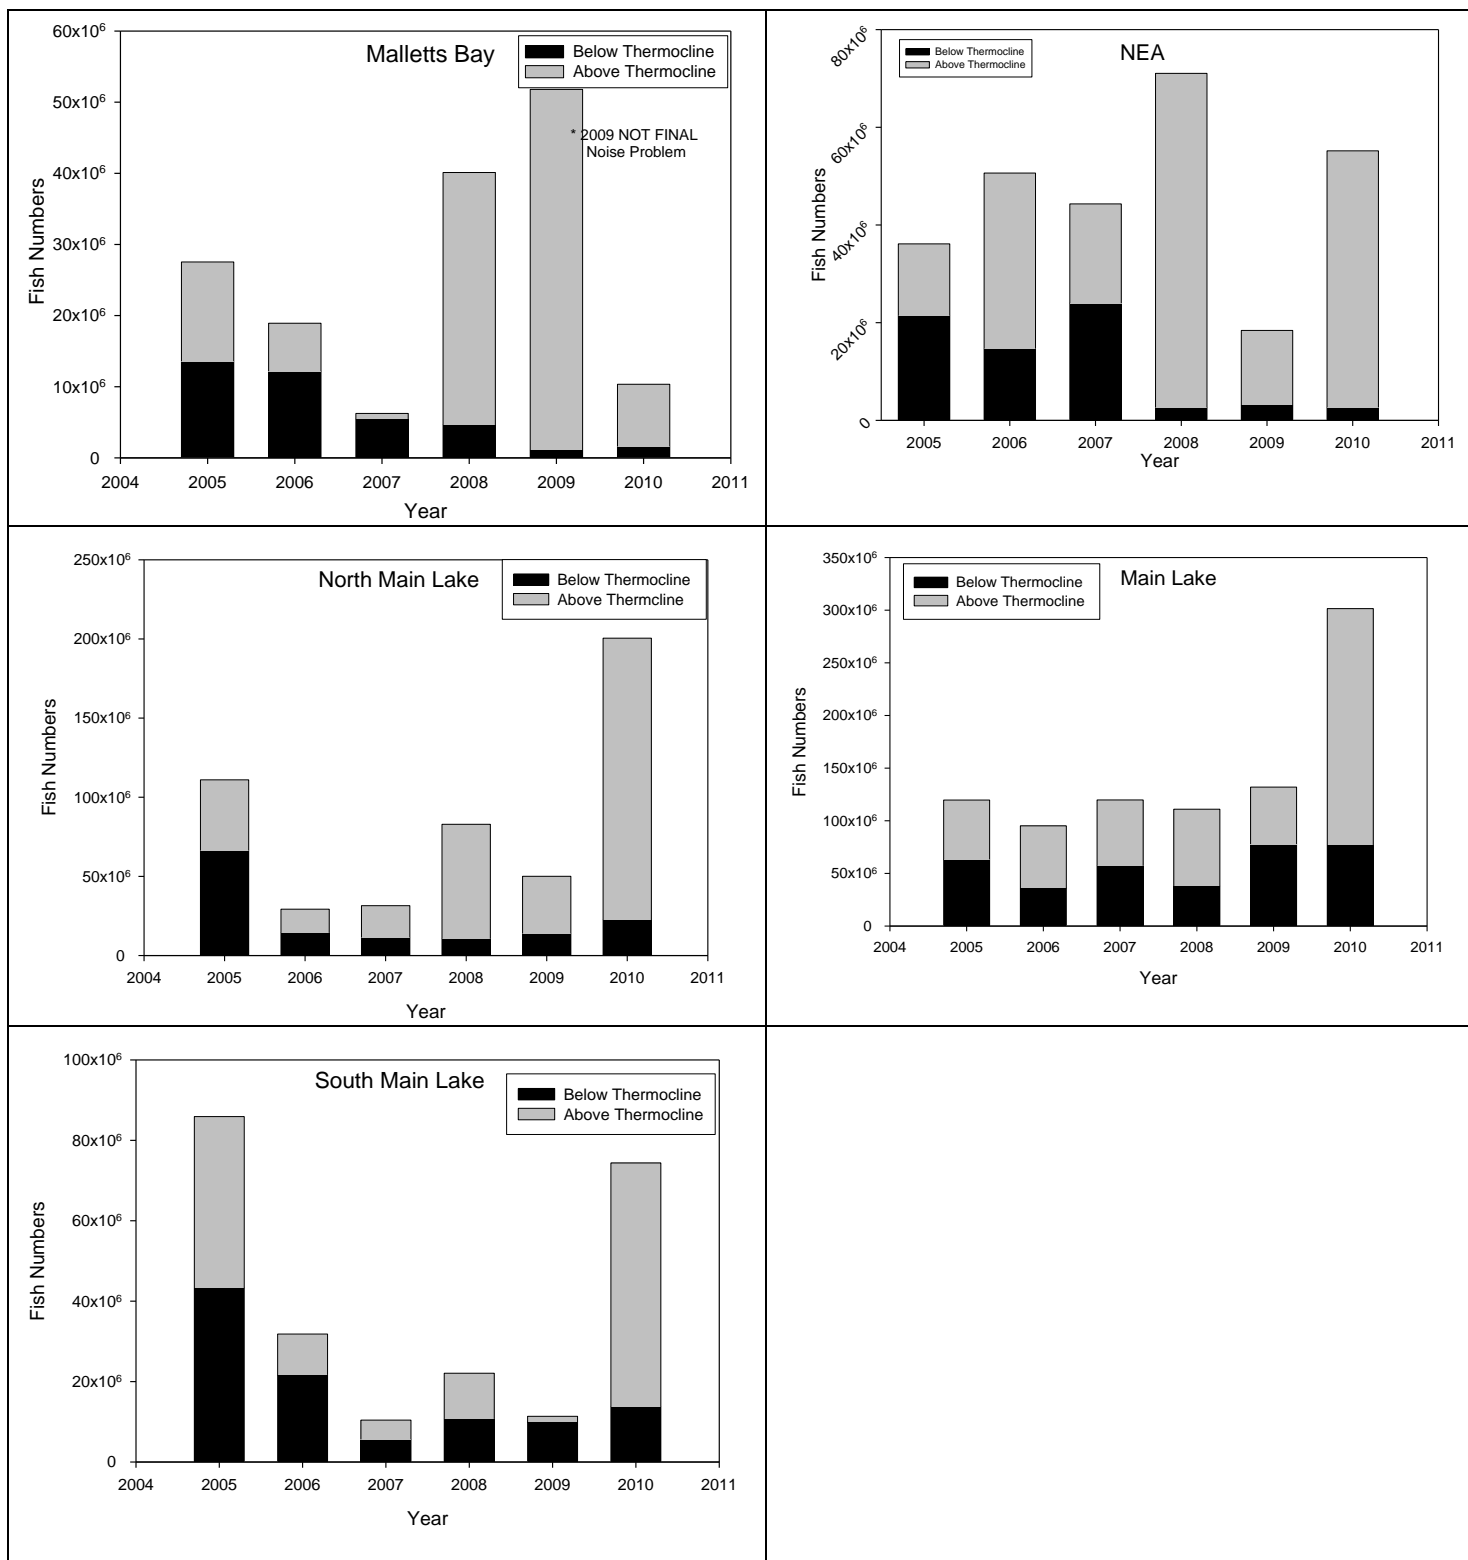 Malletts Bay
Below Thermocline
Above Thermocline
* 2009 NOT FINAL
Noise Problem
Fish Numbers
60x10⁶
50x10⁶
40x10⁶
30x10⁶
20x10⁶
10x10⁶
0
2004 2005 2006 2007 2008 2009 2010 2011
Year
NEA
Below Thermocline
Above Thermocline
Fish Numbers
80x10⁶
60x10⁶
40x10⁶
20x10⁶
0
2005 2006 2007 2008 2009 2010 2011
Year
North Main Lake
Below Thermocline
Above Thermcline
Fish Numbers
250x10⁶
200x10⁶
150x10⁶
100x10⁶
50x10⁶
0
2004 2005 2006 2007 2008 2009 2010 2011
Year
Main Lake
Below Thermocline
Above Thermocline
Fish Numbers
350x10⁶
300x10⁶
250x10⁶
200x10⁶
150x10⁶
100x10⁶
50x10⁶
0
2004 2005 2006 2007 2008 2009 2010 2011
Year
South Main Lake
Below Thermocline
Above Thermocline
Fish Numbers
100x10⁶
80x10⁶
60x10⁶
40x10⁶
20x10⁶
0
2004 2005 2006 2007 2008 2009 2010 2011
Year